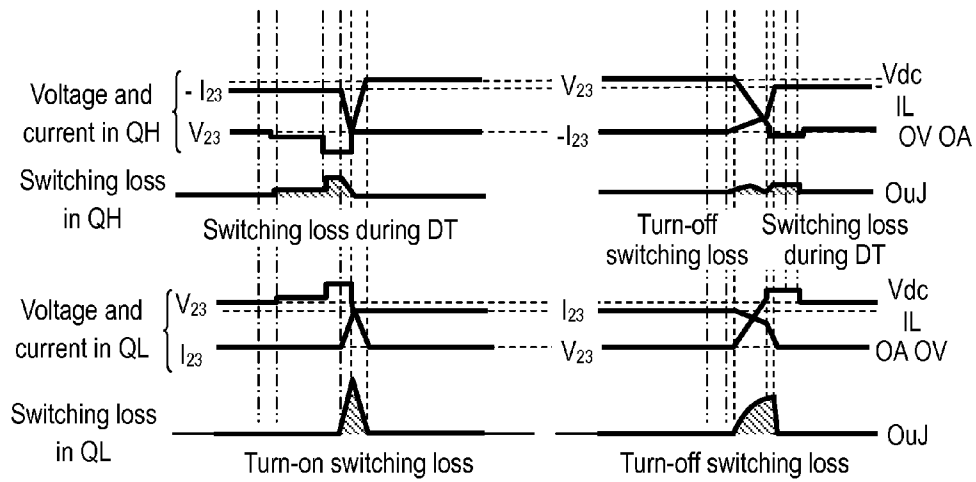 Voltage and
current in QH
- I23
V23
V23
-I23
Vdc
IL
OV OA
Switching loss
in QH
OuJ
Switching loss during DT
Turn-off
switching loss
Switching loss
during DT
Voltage and
current in QL
V23
I23
I23
V23
Vdc
IL
OA OV
Switching loss
in QL
OuJ
Turn-on switching loss
Turn-off switching loss